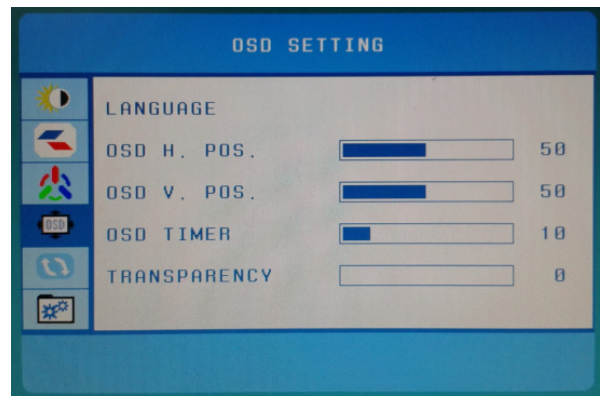 OSD SETTING
LANGUAGE
OSD H. POS. 50
OSD V. POS. 50
OSD
OSD TIMER 10
TRANSPARENCY 0